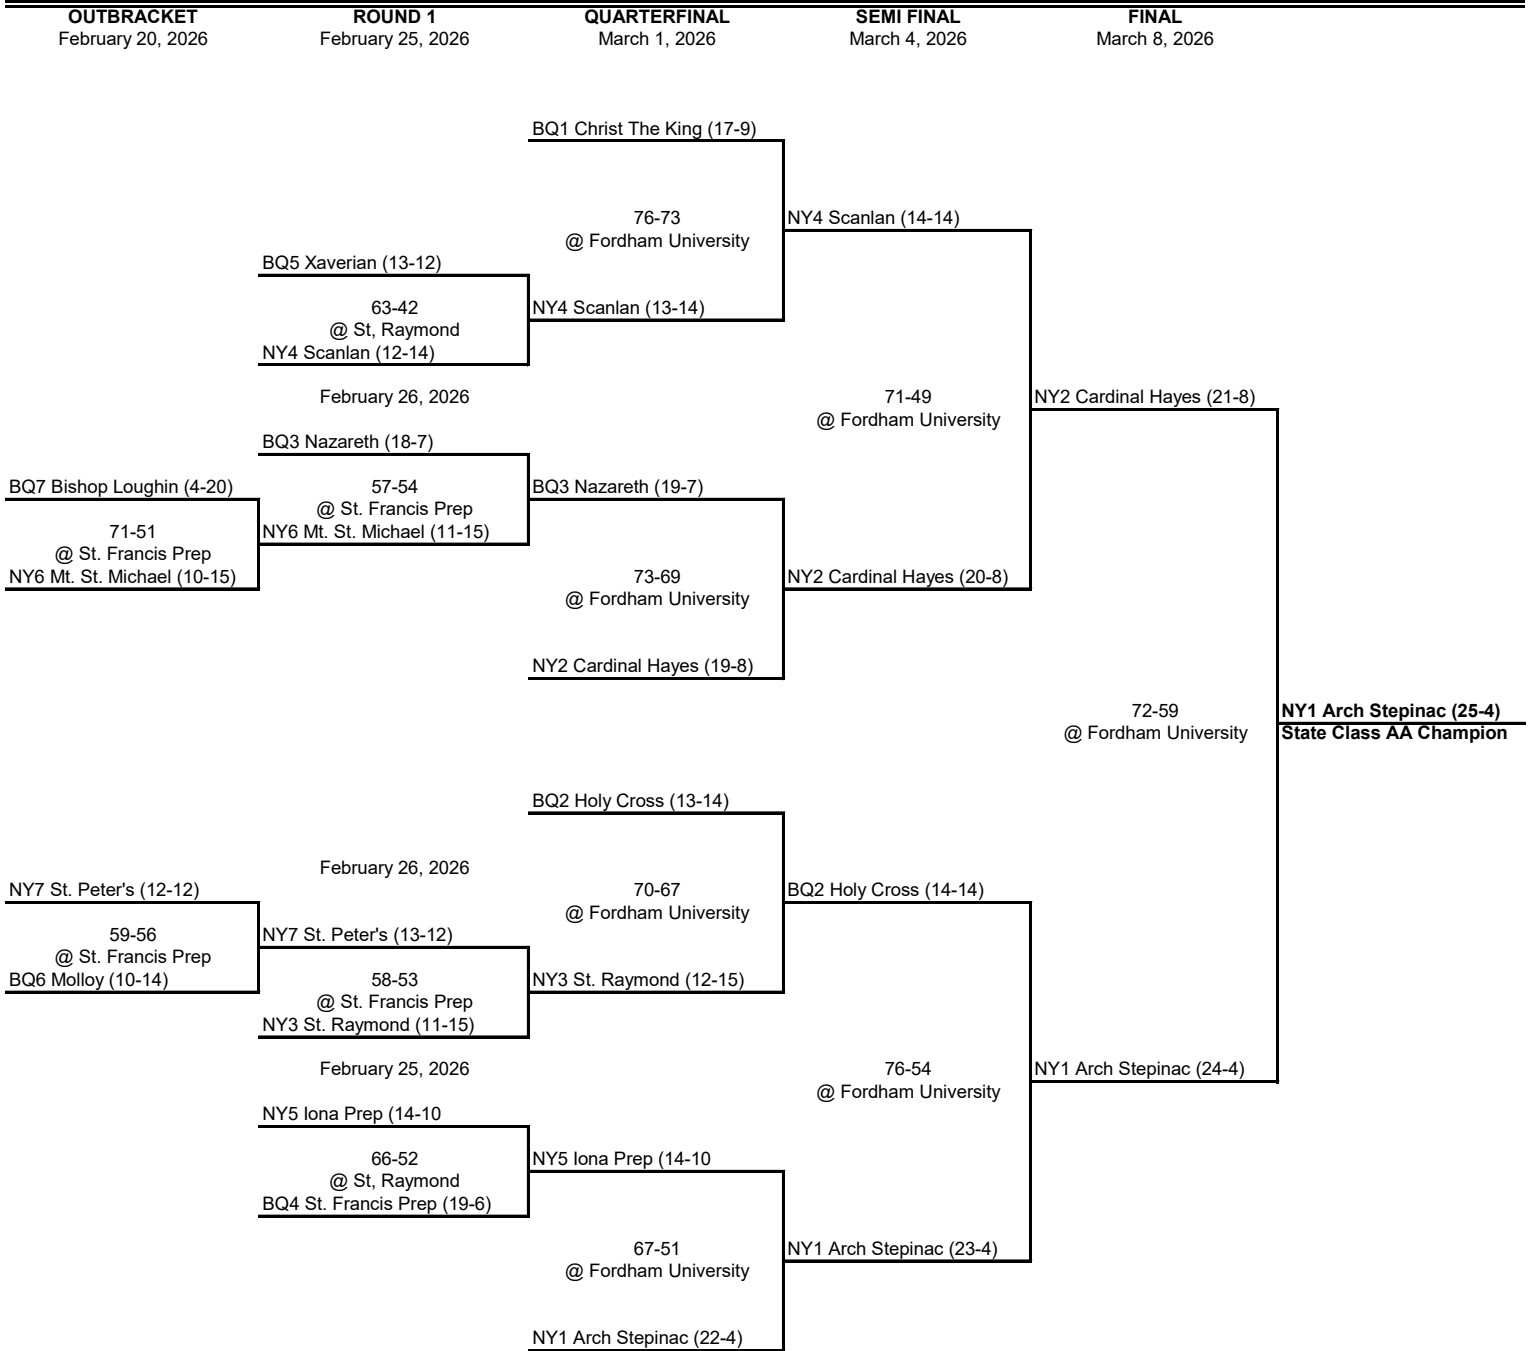 OUTBRACKET
February 20, 2026
ROUND 1
February 25, 2026
QUARTERFINAL
March 1, 2026
SEMI FINAL
March 4, 2026
FINAL
March 8, 2026
BQ1 Christ The King (17-9)
76-73
@ Fordham University
NY4 Scanlan (14-14)
BQ5 Xaverian (13-12)
63-42
@ St, Raymond
NY4 Scanlan (12-14)
NY4 Scanlan (13-14)
February 26, 2026
71-49
@ Fordham University
NY2 Cardinal Hayes (21-8)
BQ3 Nazareth (18-7)
BQ7 Bishop Loughin (4-20)
71-51
@ St. Francis Prep
NY6 Mt. St. Michael (10-15)
57-54
@ St. Francis Prep
NY6 Mt. St. Michael (11-15)
BQ3 Nazareth (19-7)
73-69
@ Fordham University
NY2 Cardinal Hayes (20-8)
NY2 Cardinal Hayes (19-8)
72-59
@ Fordham University
NY1 Arch Stepinac (25-4)
State Class AA Champion
BQ2 Holy Cross (13-14)
February 26, 2026
NY7 St. Peter's (12-12)
70-67
@ Fordham University
BQ2 Holy Cross (14-14)
59-56
@ St. Francis Prep
BQ6 Molloy (10-14)
NY7 St. Peter's (13-12)
58-53
@ St. Francis Prep
NY3 St. Raymond (11-15)
NY3 St. Raymond (12-15)
February 25, 2026
76-54
@ Fordham University
NY1 Arch Stepinac (24-4)
NY5 Iona Prep (14-10
66-52
@ St, Raymond
BQ4 St. Francis Prep (19-6)
NY5 Iona Prep (14-10
67-51
@ Fordham University
NY1 Arch Stepinac (23-4)
NY1 Arch Stepinac (22-4)